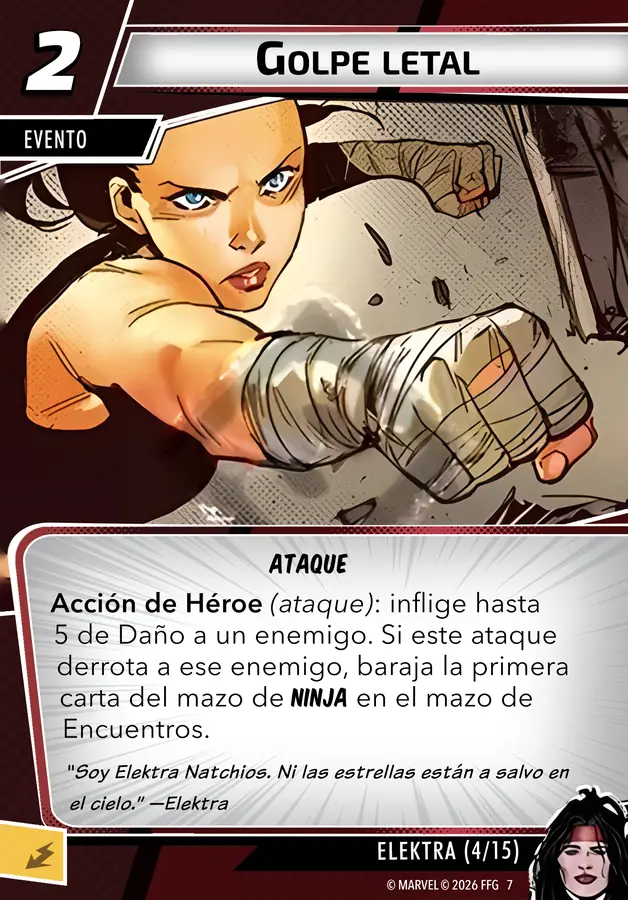 2
GOLPE LETAL
EVENTO
ATAQUE
Acción de Héroe (ataque): inflige hasta
5 de Daño a un enemigo. Si este ataque
derrota a ese enemigo, baraja la primera
carta del mazo de NINJA en el mazo de
Encuentros.
"Soy Elektra Natchios. Ni las estrellas están a salvo en
el cielo." —Elektra
ELEKTRA (4/15)
© MARVEL © 2026 FFG 7